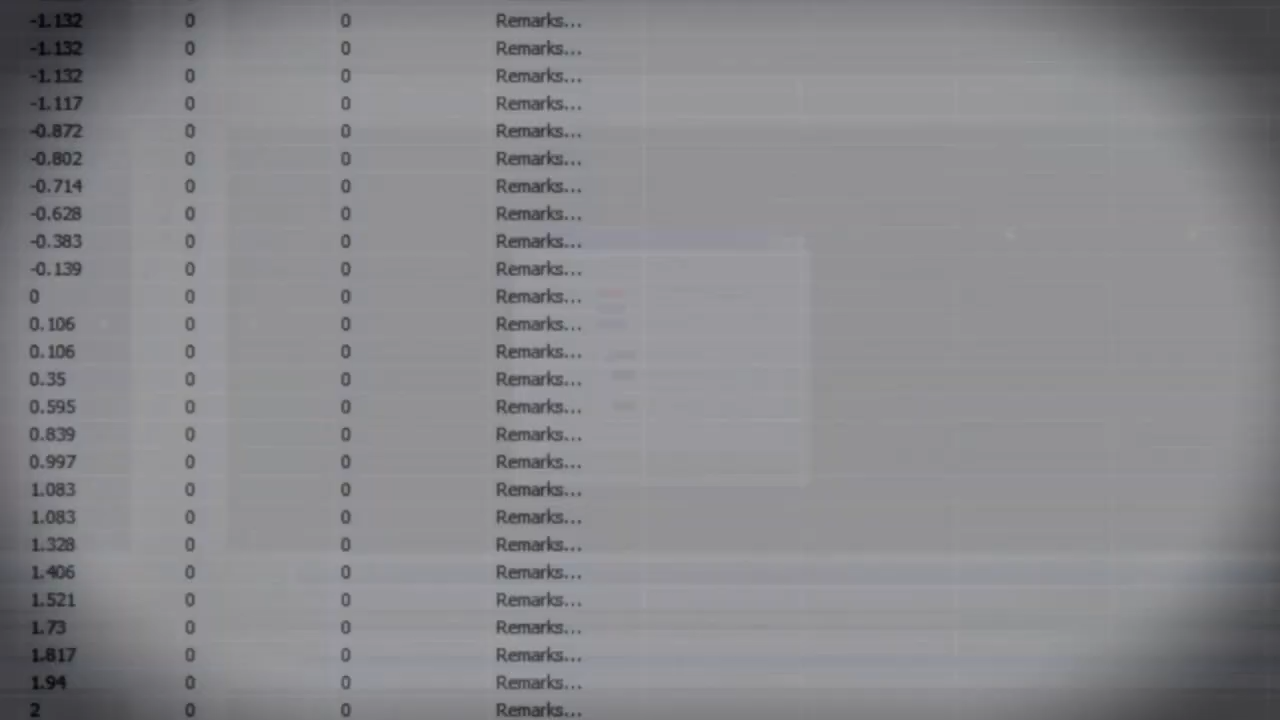 -1.132 0 0 Remarks...
-1.132 0 0 Remarks...
-1.132 0 0 Remarks...
-1.117 0 0 Remarks...
-0.872 0 0 Remarks...
-0.802 0 0 Remarks...
-0.714 0 0 Remarks...
-0.628 0 0 Remarks...
-0.383 0 0 Remarks...
-0.139 0 0 Remarks...
0 0 0 Remarks...
0.106 0 0 Remarks...
0.106 0 0 Remarks...
0.35 0 0 Remarks...
0.595 0 0 Remarks...
0.839 0 0 Remarks...
0.997 0 0 Remarks...
1.083 0 0 Remarks...
1.083 0 0 Remarks...
1.328 0 0 Remarks...
1.406 0 0 Remarks...
1.521 0 0 Remarks...
1.73 0 0 Remarks...
1.817 0 0 Remarks...
1.94 0 0 Remarks...
2 0 0 Remarks...